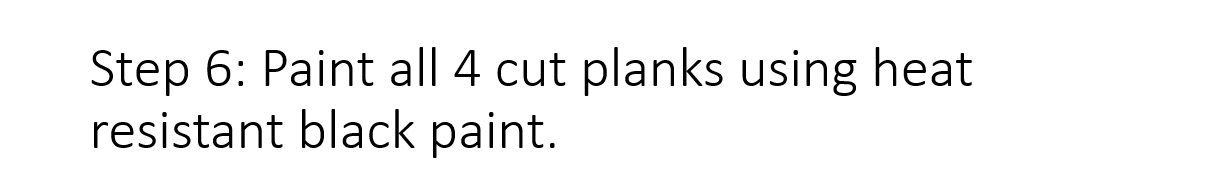 Step 6: Paint all 4 cut planks using heat
resistant black paint.